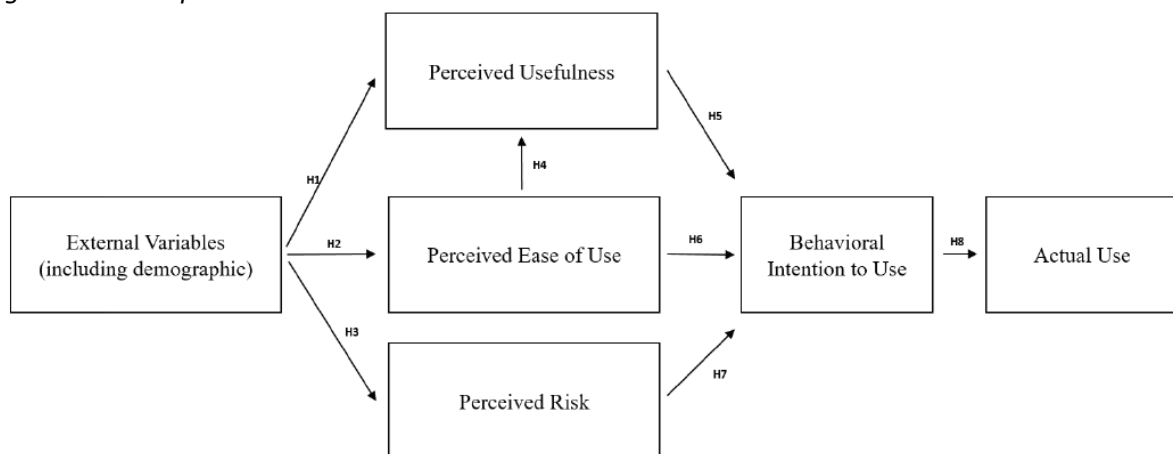 Perceived Usefulness
H5
H4
H1
External Variables
(including demographic)
H2
Perceived Ease of Use
H6
Behavioral
Intention to Use
H8
Actual Use
H3
Perceived Risk
H7